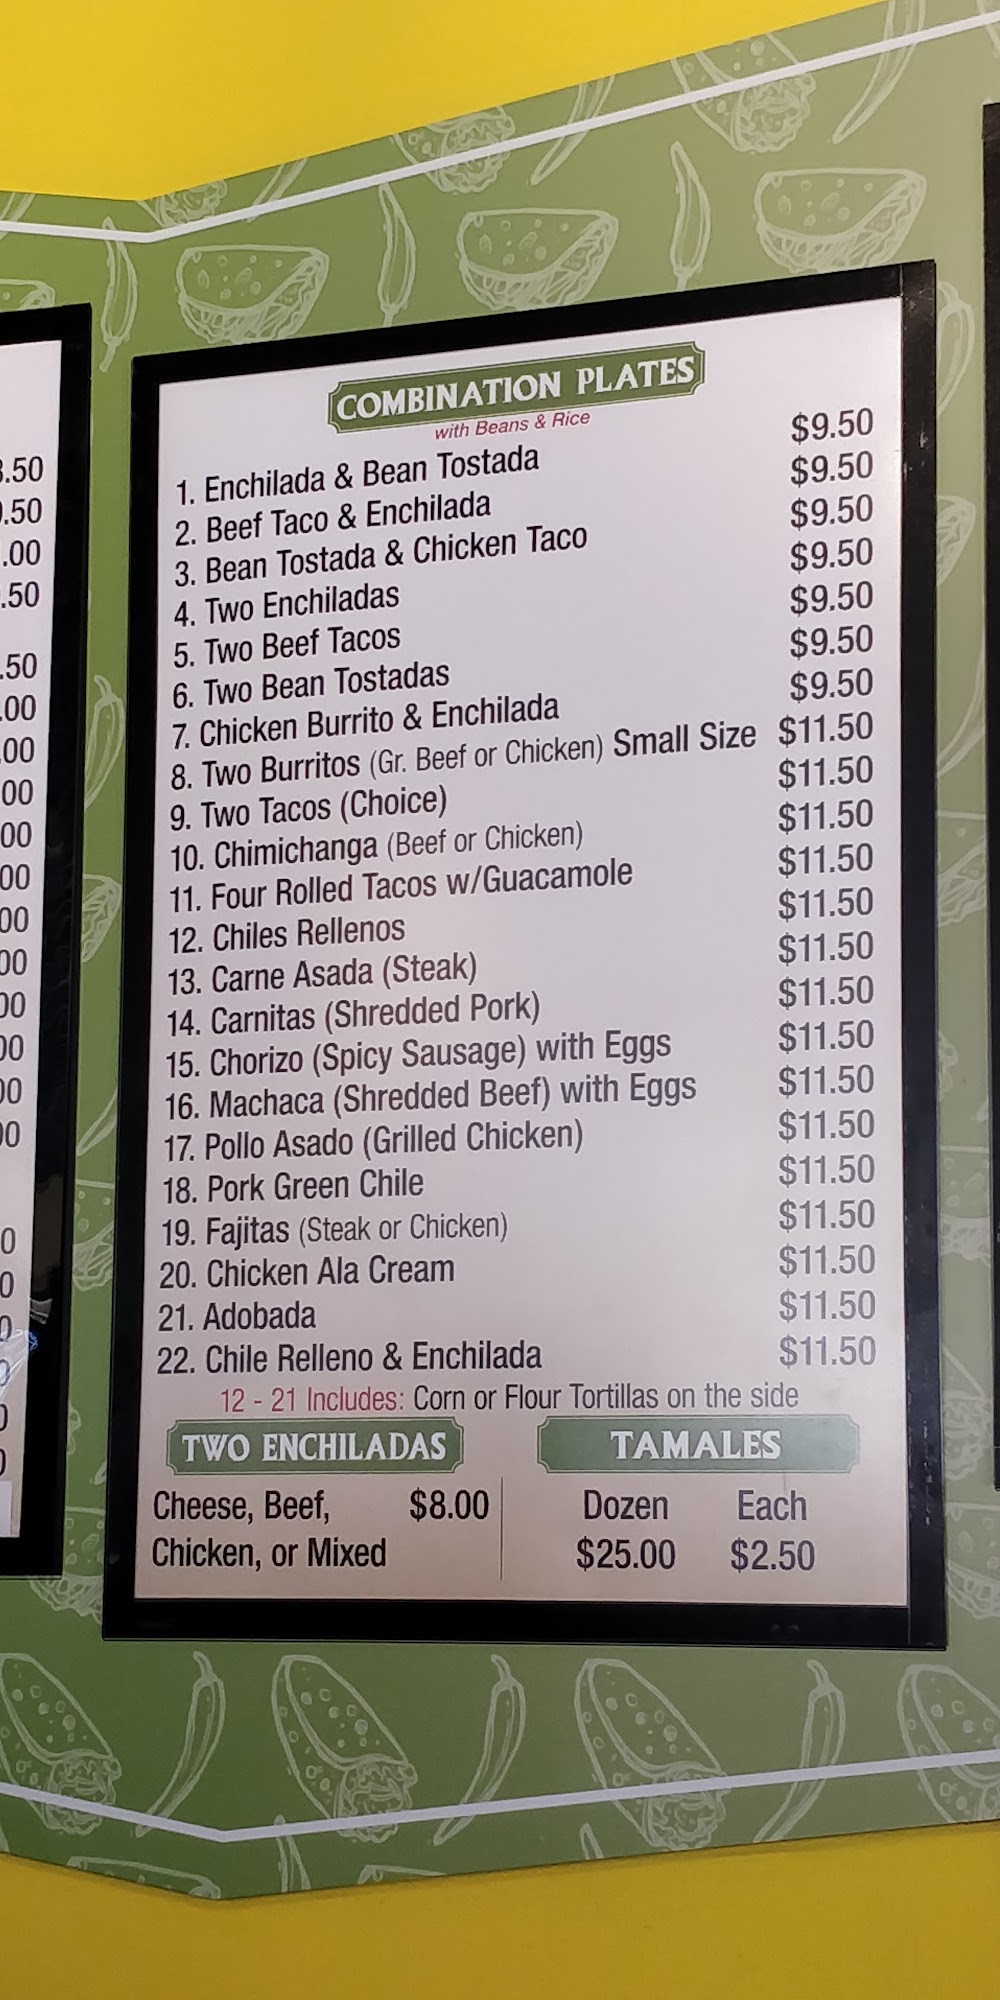 COMBINATION PLATES
with Beans & Rice
1. Enchilada & Bean Tostada $9.50
2. Beef Taco & Enchilada $9.50
3. Bean Tostada & Chicken Taco $9.50
4. Two Enchiladas $9.50
5. Two Beef Tacos $9.50
6. Two Bean Tostadas $9.50
7. Chicken Burrito & Enchilada $9.50
8. Two Burritos (Gr. Beef or Chicken) Small Size $11.50
9. Two Tacos (Choice) $11.50
10. Chimichanga (Beef or Chicken) $11.50
11. Four Rolled Tacos w/Guacamole $11.50
12. Chiles Rellenos $11.50
13. Carne Asada (Steak) $11.50
14. Carnitas (Shredded Pork) $11.50
15. Chorizo (Spicy Sausage) with Eggs $11.50
16. Machaca (Shredded Beef) with Eggs $11.50
17. Pollo Asado (Grilled Chicken) $11.50
18. Pork Green Chile $11.50
19. Fajitas (Steak or Chicken) $11.50
20. Chicken Ala Cream $11.50
21. Adobada $11.50
22. Chile Relleno & Enchilada $11.50
12 - 21 Includes: Corn or Flour Tortillas on the side
TWO ENCHILADAS
Cheese, Beef, $8.00
Chicken, or Mixed
TAMALES
Dozen Each
$25.00 $2.50